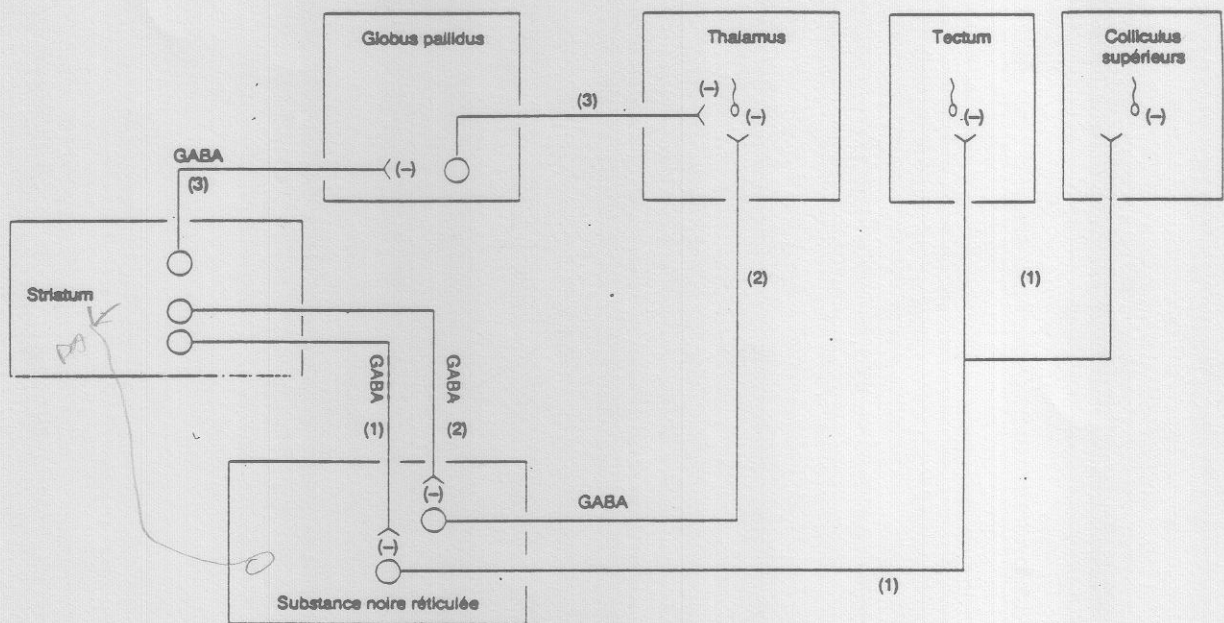 Globus pallidus
Thalamus
Tectum
Colliculus
supérieurs
(–)
(–)
(–)
(–)
(3)
GABA
(3)
(–)
Striatum
DA
(2)
(1)
GABA
GABA
(1)
(2)
(–)
GABA
(–)
(1)
Substance noire réticulée